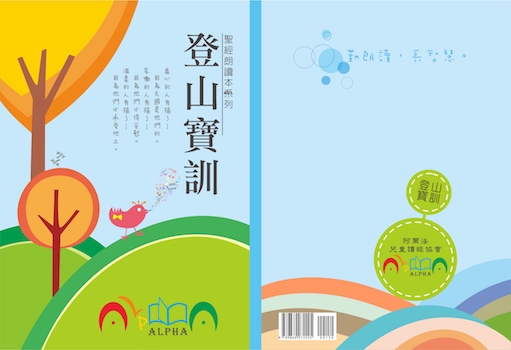 聖經朗讀本系列
登山寶訓
虛心的人有福了！
因為天國是他們的。
哀慟的人有福了！
因為他們必得安慰。
溫柔的人有福了！
因為他們必承受地土。
ALPHA
勤朗讀，長智慧。
登山
寶訓
阿爾法
兒童讀經協會
ALPHA